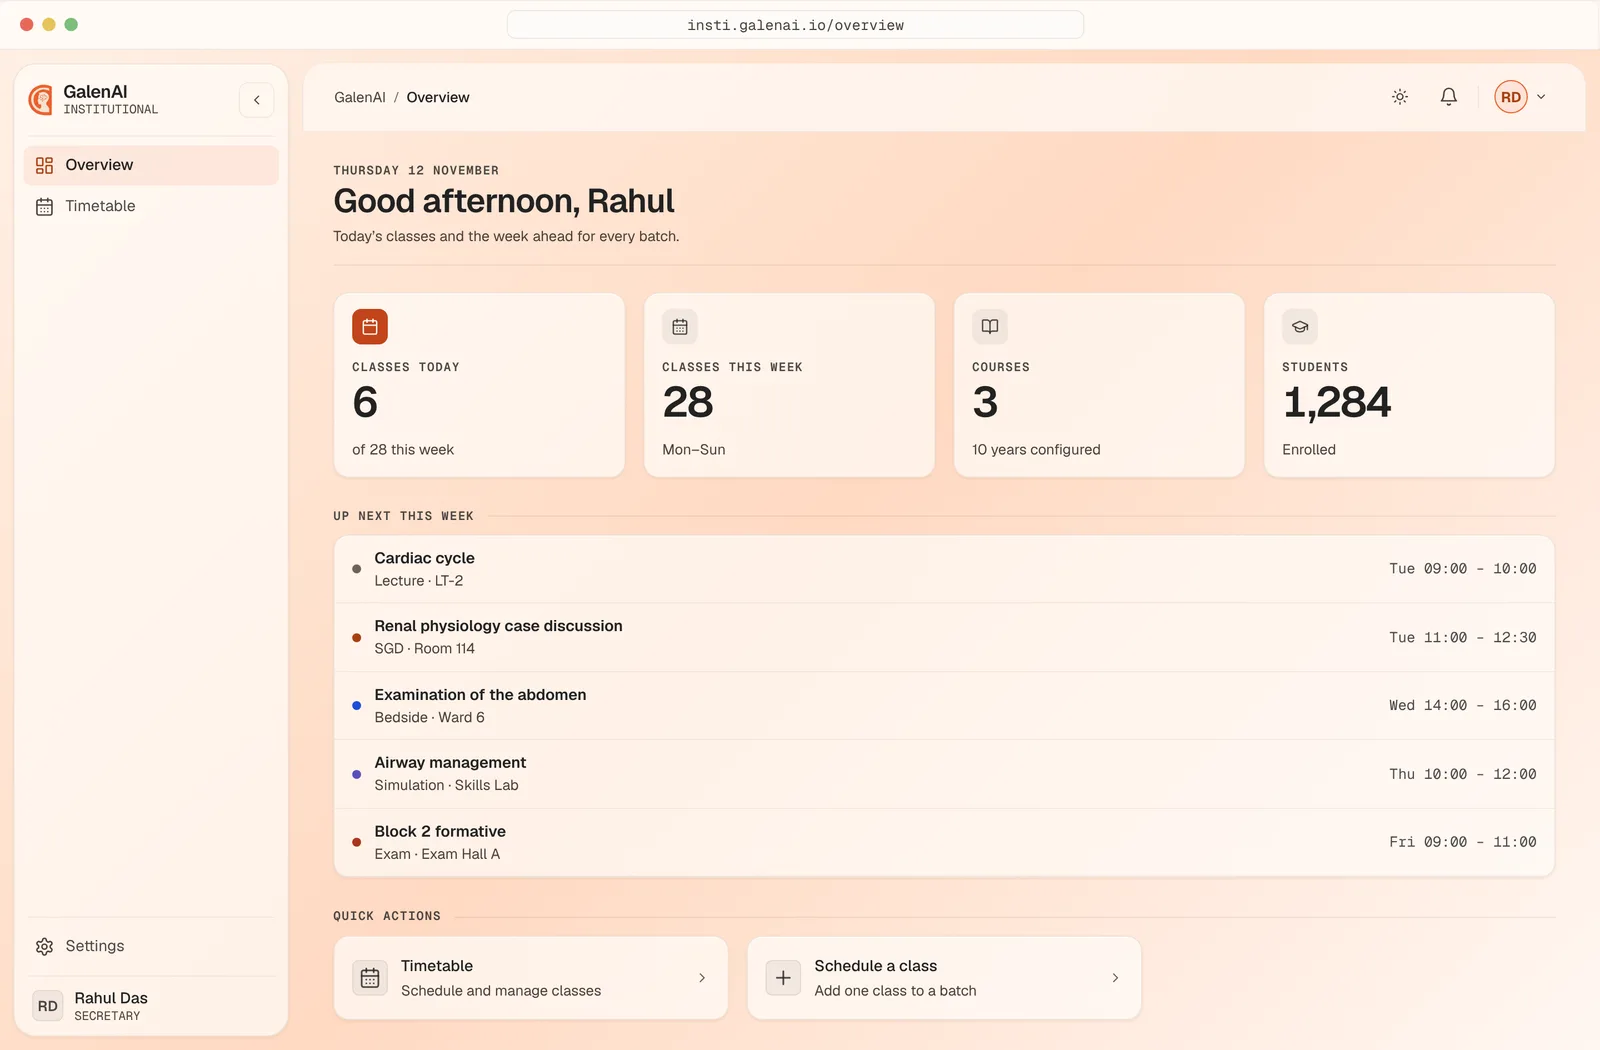 insti.galenai.io/overview
GalenAI
INSTITUTIONAL
Overview
Timetable
Settings
RD
Rahul Das
SECRETARY
GalenAI / Overview
RD
THURSDAY 12 NOVEMBER
Good afternoon, Rahul
Today's classes and the week ahead for every batch.
CLASSES TODAY
6
of 28 this week
CLASSES THIS WEEK
28
Mon–Sun
COURSES
3
10 years configured
STUDENTS
1,284
Enrolled
UP NEXT THIS WEEK
Cardiac cycle
Lecture · LT-2
Tue 09:00 – 10:00
Renal physiology case discussion
SGD · Room 114
Tue 11:00 – 12:30
Examination of the abdomen
Bedside · Ward 6
Wed 14:00 – 16:00
Airway management
Simulation · Skills Lab
Thu 10:00 – 12:00
Block 2 formative
Exam · Exam Hall A
Fri 09:00 – 11:00
QUICK ACTIONS
Timetable
Schedule and manage classes
Schedule a class
Add one class to a batch